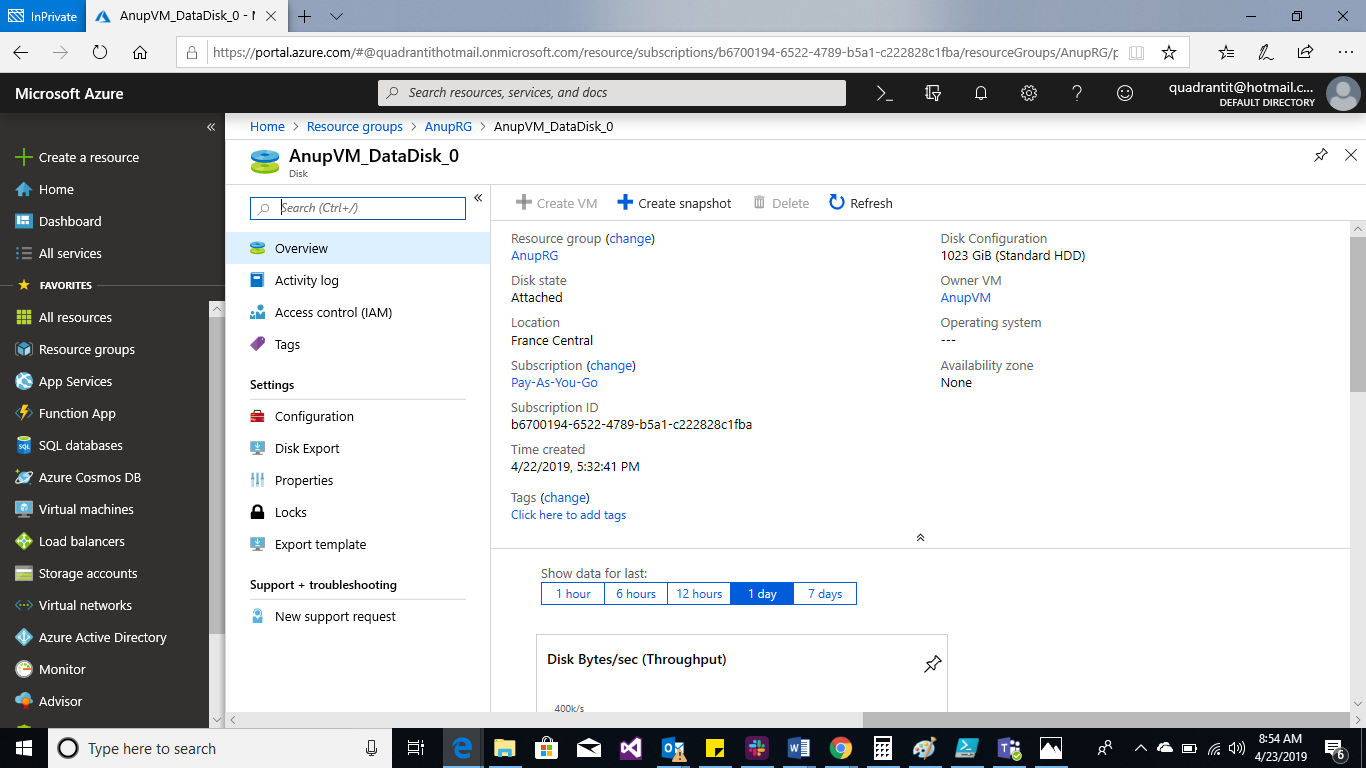 InPrivate
AnupVM_DataDisk_0 - M
https://portal.azure.com/#@quadrantithotmail.onmicrosoft.com/resource/subscriptions/b6700194-6522-4789-b5a1-c222828c1fba/resourceGroups/AnupRG/p
Microsoft Azure
Search resources, services, and docs
quadrantit@hotmail.c...
DEFAULT DIRECTORY
Create a resource
Home
Dashboard
All services
FAVORITES
All resources
Resource groups
App Services
Function App
SQL databases
Azure Cosmos DB
Virtual machines
Load balancers
Storage accounts
Virtual networks
Azure Active Directory
Monitor
Advisor
Home > Resource groups > AnupRG > AnupVM_DataDisk_0
AnupVM_DataDisk_0
Disk
Search (Ctrl+/)
Overview
Activity log
Access control (IAM)
Tags
Settings
Configuration
Disk Export
Properties
Locks
Export template
Support + troubleshooting
New support request
Create VM
Create snapshot
Delete
Refresh
Resource group (change)
AnupRG
Disk state
Attached
Location
France Central
Subscription (change)
Pay-As-You-Go
Subscription ID
b6700194-6522-4789-b5a1-c222828c1fba
Time created
4/22/2019, 5:32:41 PM
Tags (change)
Click here to add tags
Disk Configuration
1023 GiB (Standard HDD)
Owner VM
AnupVM
Operating system
---
Availability zone
None
Show data for last:
1 hour
6 hours
12 hours
1 day
7 days
Disk Bytes/sec (Throughput)
400k/s
Type here to search
8:54 AM
4/23/2019
6